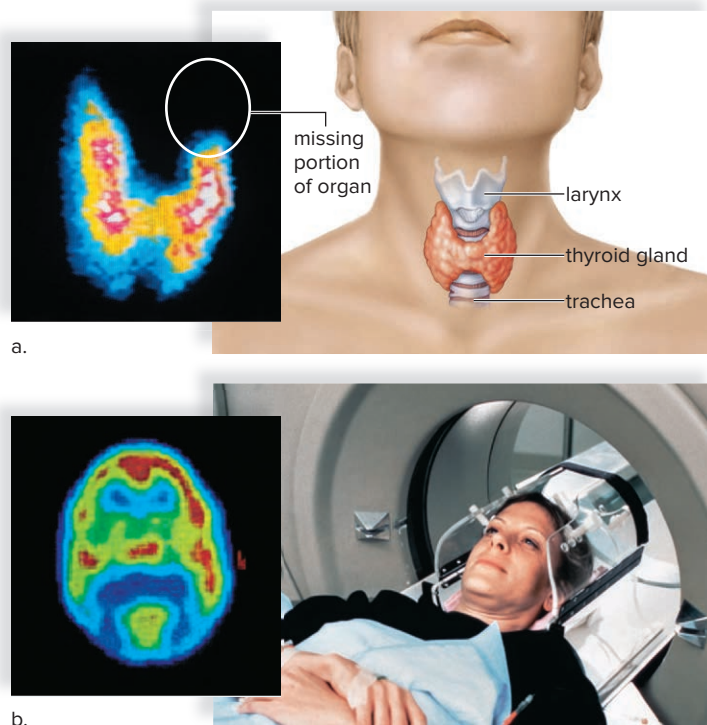 missing
portion
of organ
larynx
thyroid gland
trachea
a.
b.